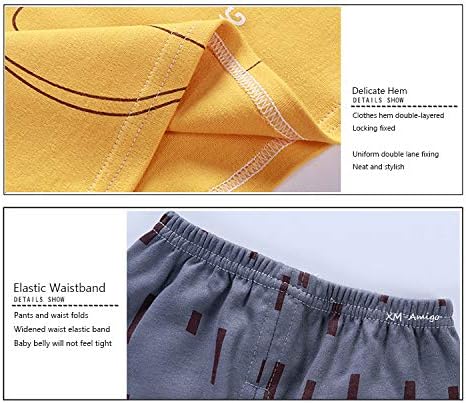 Delicate Hem
DETAILS SHOW
Clothes hem double-layered
Locking fixed
Uniform double lane fixing
Neat and stylish
Elastic Waistband
DETAILS SHOW
Pants and waist folds
Widened waist elastic band
Baby belly will not feel tight
XM-Amigo